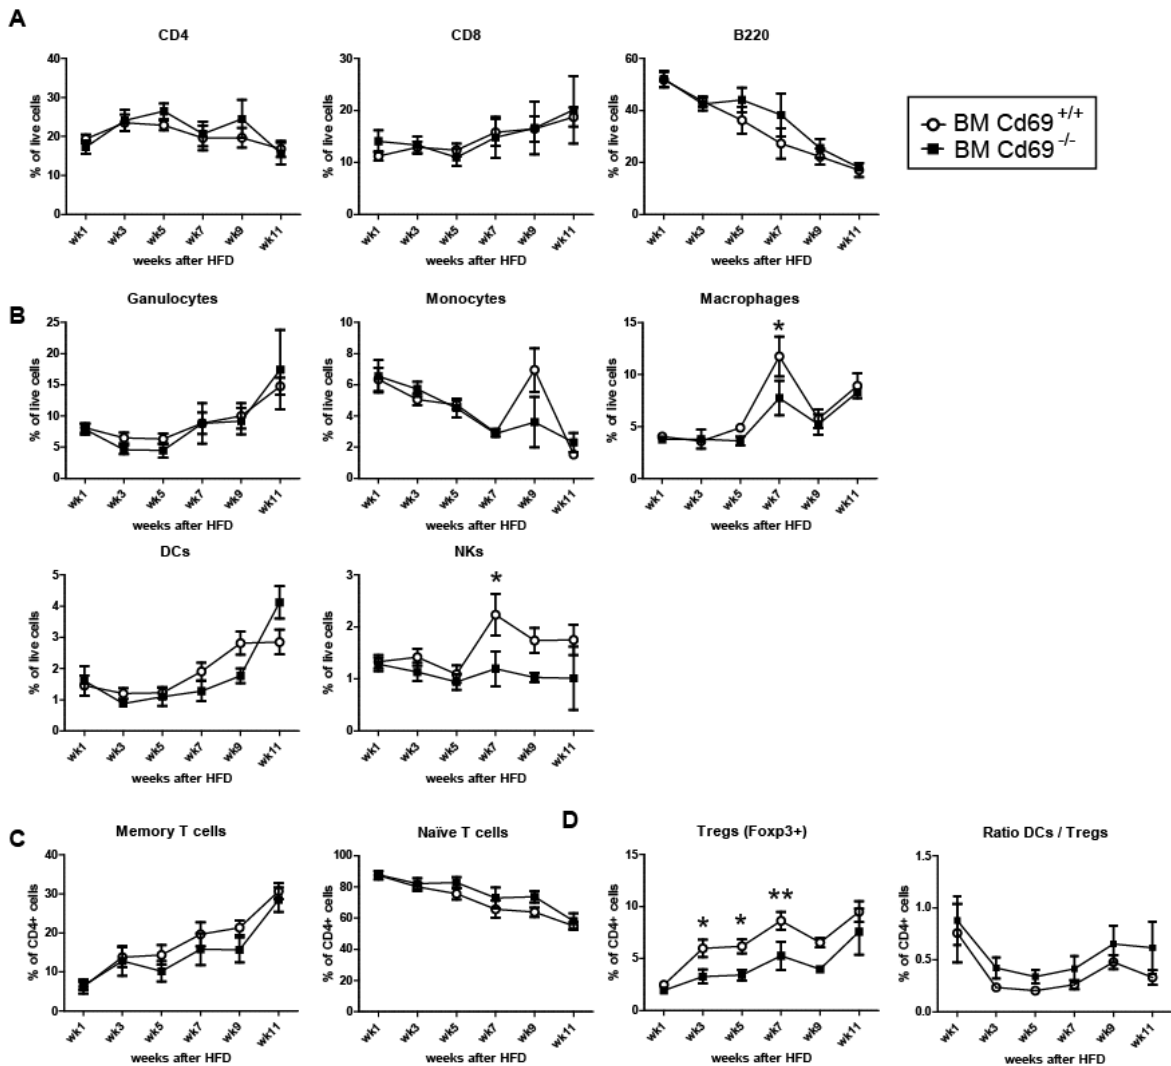 A
CD4
CD8
B220
% of live cells
40
30
20
10
0
wk1 wk3 wk5 wk7 wk9 wk11
weeks after HFD
% of live cells
30
20
10
0
wk1 wk3 wk5 wk7 wk9 wk11
weeks after HFD
% of live cells
60
40
20
0
wk1 wk3 wk5 wk7 wk9 wk11
weeks after HFD
BM Cd69 +/+
BM Cd69 -/-
B
Ganulocytes
% of live cells
25
20
15
10
5
0
wk1 wk3 wk5 wk7 wk9 wk11
weeks after HFD
Monocytes
% of live cells
10
8
6
4
2
0
wk1 wk3 wk5 wk7 wk9 wk11
weeks after HFD
Macrophages
% of live cells
15
10
5
0
*
wk1 wk3 wk5 wk7 wk9 wk11
weeks after HFD
DCs
% of live cells
5
4
3
2
1
0
wk1 wk3 wk5 wk7 wk9 wk11
weeks after HFD
NKs
% of live cells
3
2
1
0
*
wk1 wk3 wk5 wk7 wk9 wk11
weeks after HFD
C
Memory T cells
% of CD4+ cells
40
30
20
10
0
wk1 wk3 wk5 wk7 wk9 wk11
weeks after HFD
Naïve T cells
% of CD4+ cells
100
80
60
40
20
0
wk1 wk3 wk5 wk7 wk9 wk11
weeks after HFD
D
Tregs (Foxp3+)
% of CD4+ cells
15
10
5
0
* * **
wk1 wk3 wk5 wk7 wk9 wk11
weeks after HFD
Ratio DCs / Tregs
% of CD4+ cells
1.5
1.0
0.5
0.0
wk1 wk3 wk5 wk7 wk9 wk11
weeks after HFD